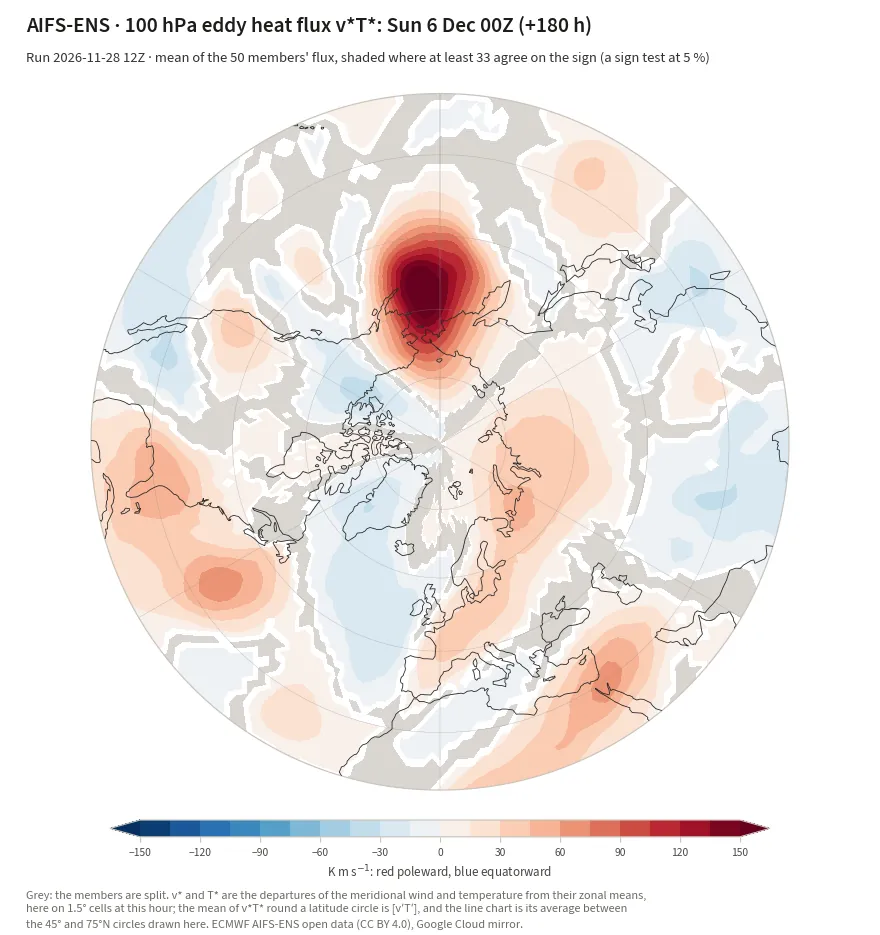 AIFS-ENS · 100 hPa eddy heat flux v*T*: Sun 6 Dec 00Z (+180 h)
Run 2026-11-28 12Z · mean of the 50 members' flux, shaded where at least 33 agree on the sign (a sign test at 5 %)
−150 −120 −90 −60 −30 0 30 60 90 120 150
K m s⁻¹: red poleward, blue equatorward
Grey: the members are split. v* and T* are the departures of the meridional wind and temperature from their zonal means,
here on 1.5° cells at this hour; the mean of v*T* round a latitude circle is [v'T'], and the line chart is its average between
the 45° and 75°N circles drawn here. ECMWF AIFS-ENS open data (CC BY 4.0), Google Cloud mirror.